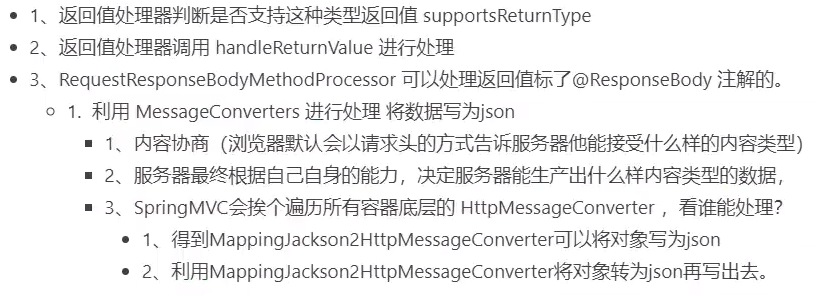 1、返回值处理器判断是否支持这种类型返回值 supportsReturnType
2、返回值处理器调用 handleReturnValue 进行处理
3、RequestResponseBodyMethodProcessor 可以处理返回值标了@ResponseBody 注解的。
1. 利用 MessageConverters 进行处理 将数据写为json
1、内容协商（浏览器默认会以请求头的方式告诉服务器他能接受什么样的内容类型）
2、服务器最终根据自己自身的能力，决定服务器能生产出什么样内容类型的数据，
3、SpringMVC会挨个遍历所有容器底层的 HttpMessageConverter ，看谁能处理？
1、得到MappingJackson2HttpMessageConverter可以将对象写为json
2、利用MappingJackson2HttpMessageConverter将对象转为json再写出去。